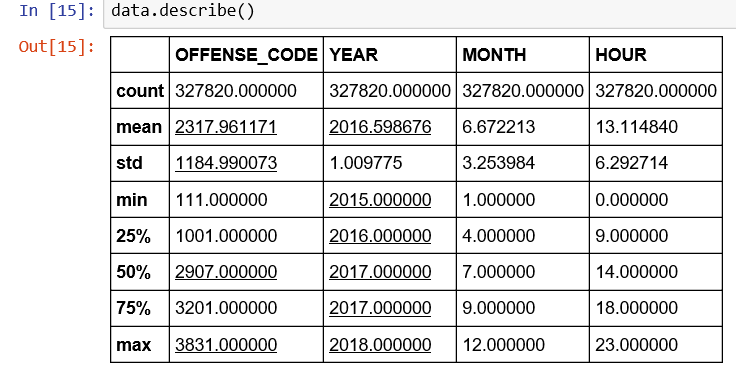 In [15]: data.describe()
Out[15]:
OFFENSE_CODE YEAR MONTH HOUR
count 327820.000000 327820.000000 327820.000000 327820.000000
mean 2317.961171 2016.598676 6.672213 13.114840
std 1184.990073 1.009775 3.253984 6.292714
min 111.000000 2015.000000 1.000000 0.000000
25% 1001.000000 2016.000000 4.000000 9.000000
50% 2907.000000 2017.000000 7.000000 14.000000
75% 3201.000000 2017.000000 9.000000 18.000000
max 3831.000000 2018.000000 12.000000 23.000000